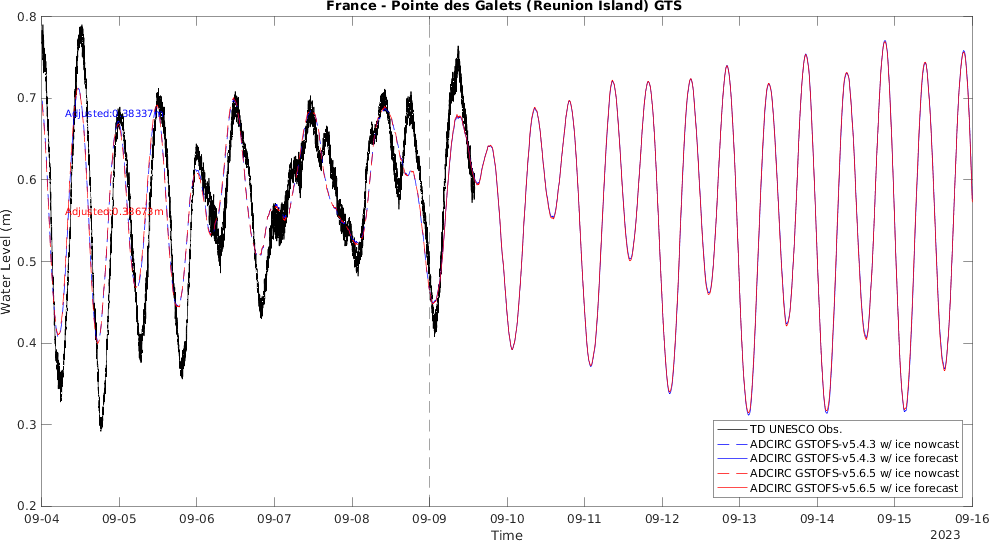 France - Pointe des Galets (Reunion Island) GTS
0.8
0.7
0.6
0.5
0.4
0.3
0.2
Water Level (m)
Adjusted:0.38337m
Adjusted:0.33673m
TD UNESCO Obs.
ADCIRC GSTOFS-v5.4.3 w/ ice nowcast
ADCIRC GSTOFS-v5.4.3 w/ ice forecast
ADCIRC GSTOFS-v5.6.5 w/ ice nowcast
ADCIRC GSTOFS-v5.6.5 w/ ice forecast
09-04 09-05 09-06 09-07 09-08 09-09 09-10 09-11 09-12 09-13 09-14 09-15 09-16
Time
2023